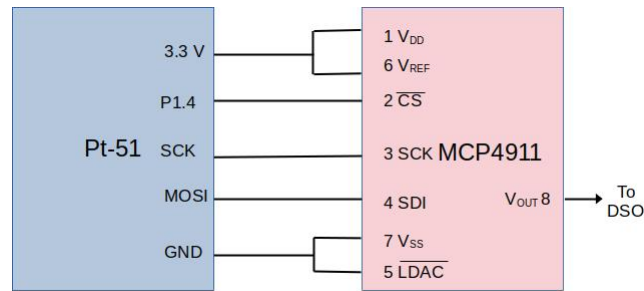 3.3 V
P1.4
Pt-51 SCK
MOSI
GND
1 VDD
6 VREF
2 CS
3 SCK MCP4911
4 SDI
VOUT 8
7 VSS
5 LDAC
To
DSO